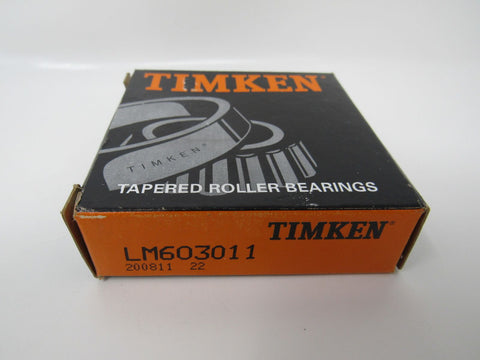 TIMKEN
TIMKEN
TAPERED ROLLER BEARINGS
TIMKEN
LM603011
200811 22